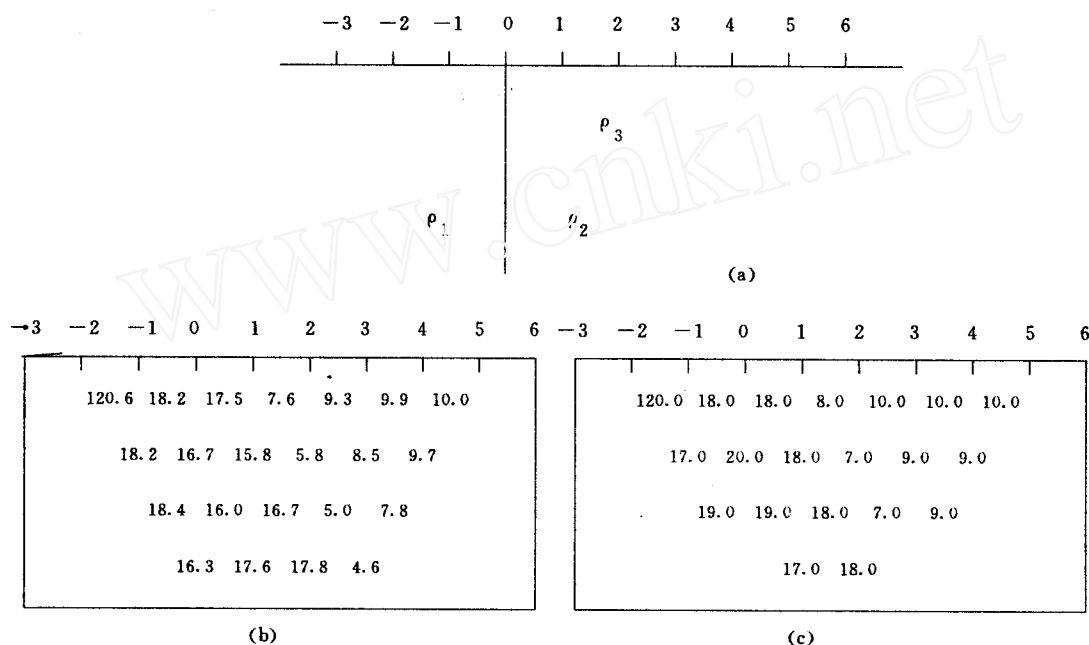 −3 −2 −1 0 1 2 3 4 5 6
ρ3
ρ1 ρ2
(a)
−3 −2 −1 0 1 2 3 4 5 6
120.6 18.2 17.5 7.6 9.3 9.9 10.0
18.2 16.7 15.8 5.8 8.5 9.7
18.4 16.0 16.7 5.0 7.8
16.3 17.6 17.8 4.6
(b)
−3 −2 −1 0 1 2 3 4 5 6
120.0 18.0 18.0 8.0 10.0 10.0 10.0
17.0 20.0 18.0 7.0 9.0 9.0
19.0 19.0 18.0 7.0 9.0
17.0 18.0
(c)
www.cnki.net